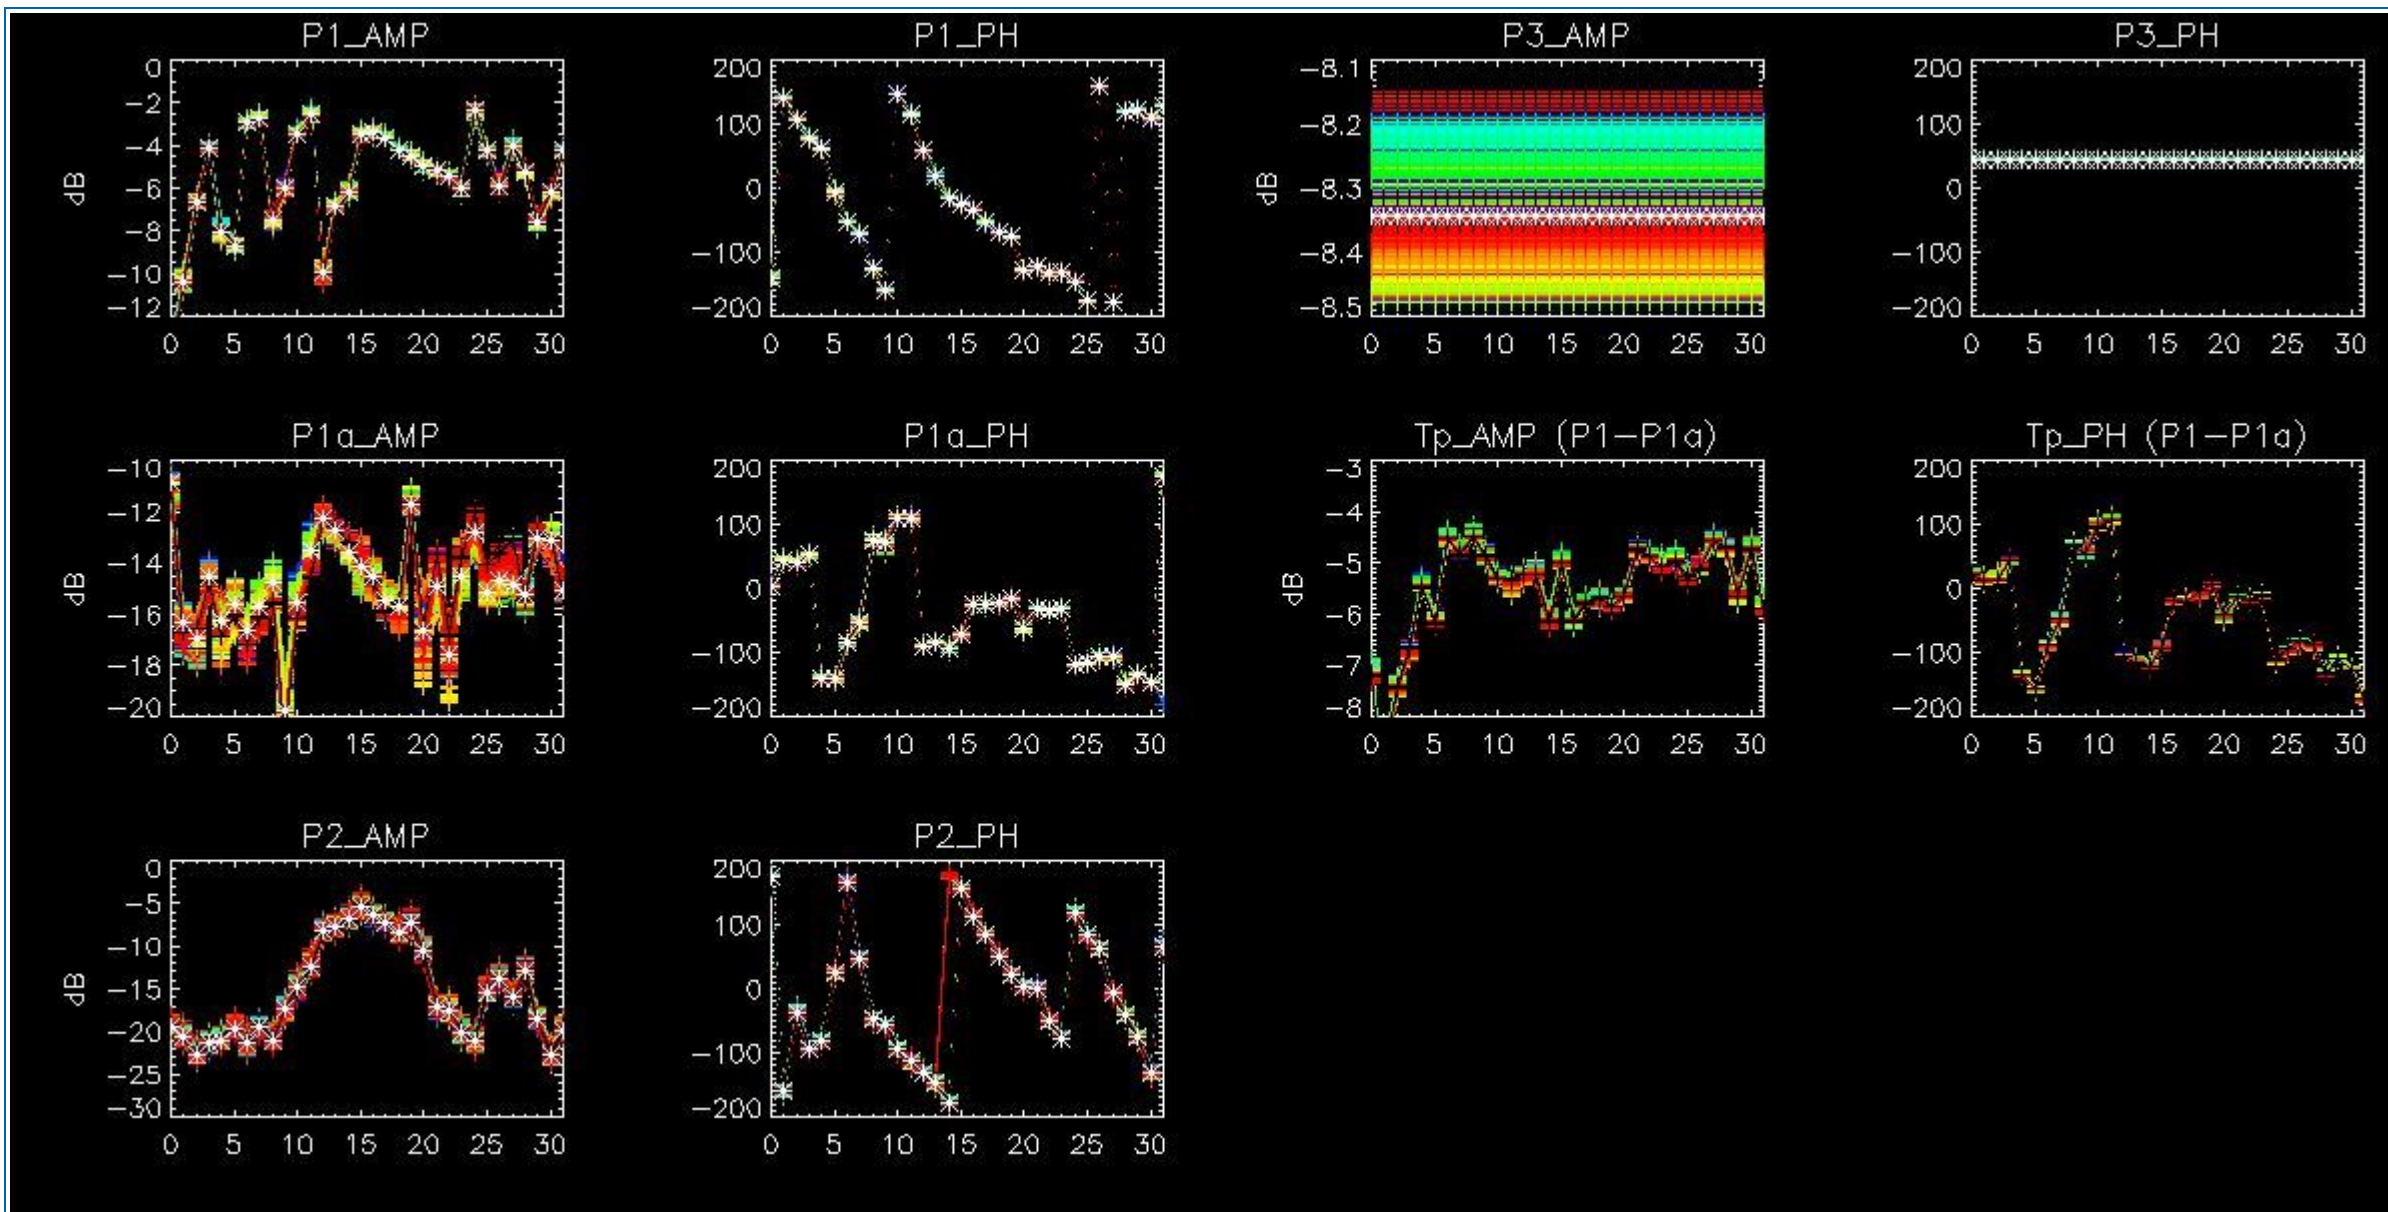 P1_AMP
0
−2
−4
−6
−8
−10
−12
dB
0 5 10 15 20 25 30
P1_PH
200
100
0
−100
−200
0 5 10 15 20 25 30
P3_AMP
−8.1
−8.2
−8.3
−8.4
−8.5
dB
0 5 10 15 20 25 30
P3_PH
200
100
0
−100
−200
0 5 10 15 20 25 30
P1a_AMP
−10
−12
−14
−16
−18
−20
dB
0 5 10 15 20 25 30
P1a_PH
200
100
0
−100
−200
0 5 10 15 20 25 30
Tp_AMP (P1−P1a)
−3
−4
−5
−6
−7
−8
dB
0 5 10 15 20 25 30
Tp_PH (P1−P1a)
200
100
0
−100
−200
0 5 10 15 20 25 30
P2_AMP
0
−5
−10
−15
−20
−25
−30
dB
0 5 10 15 20 25 30
P2_PH
200
100
0
−100
−200
0 5 10 15 20 25 30